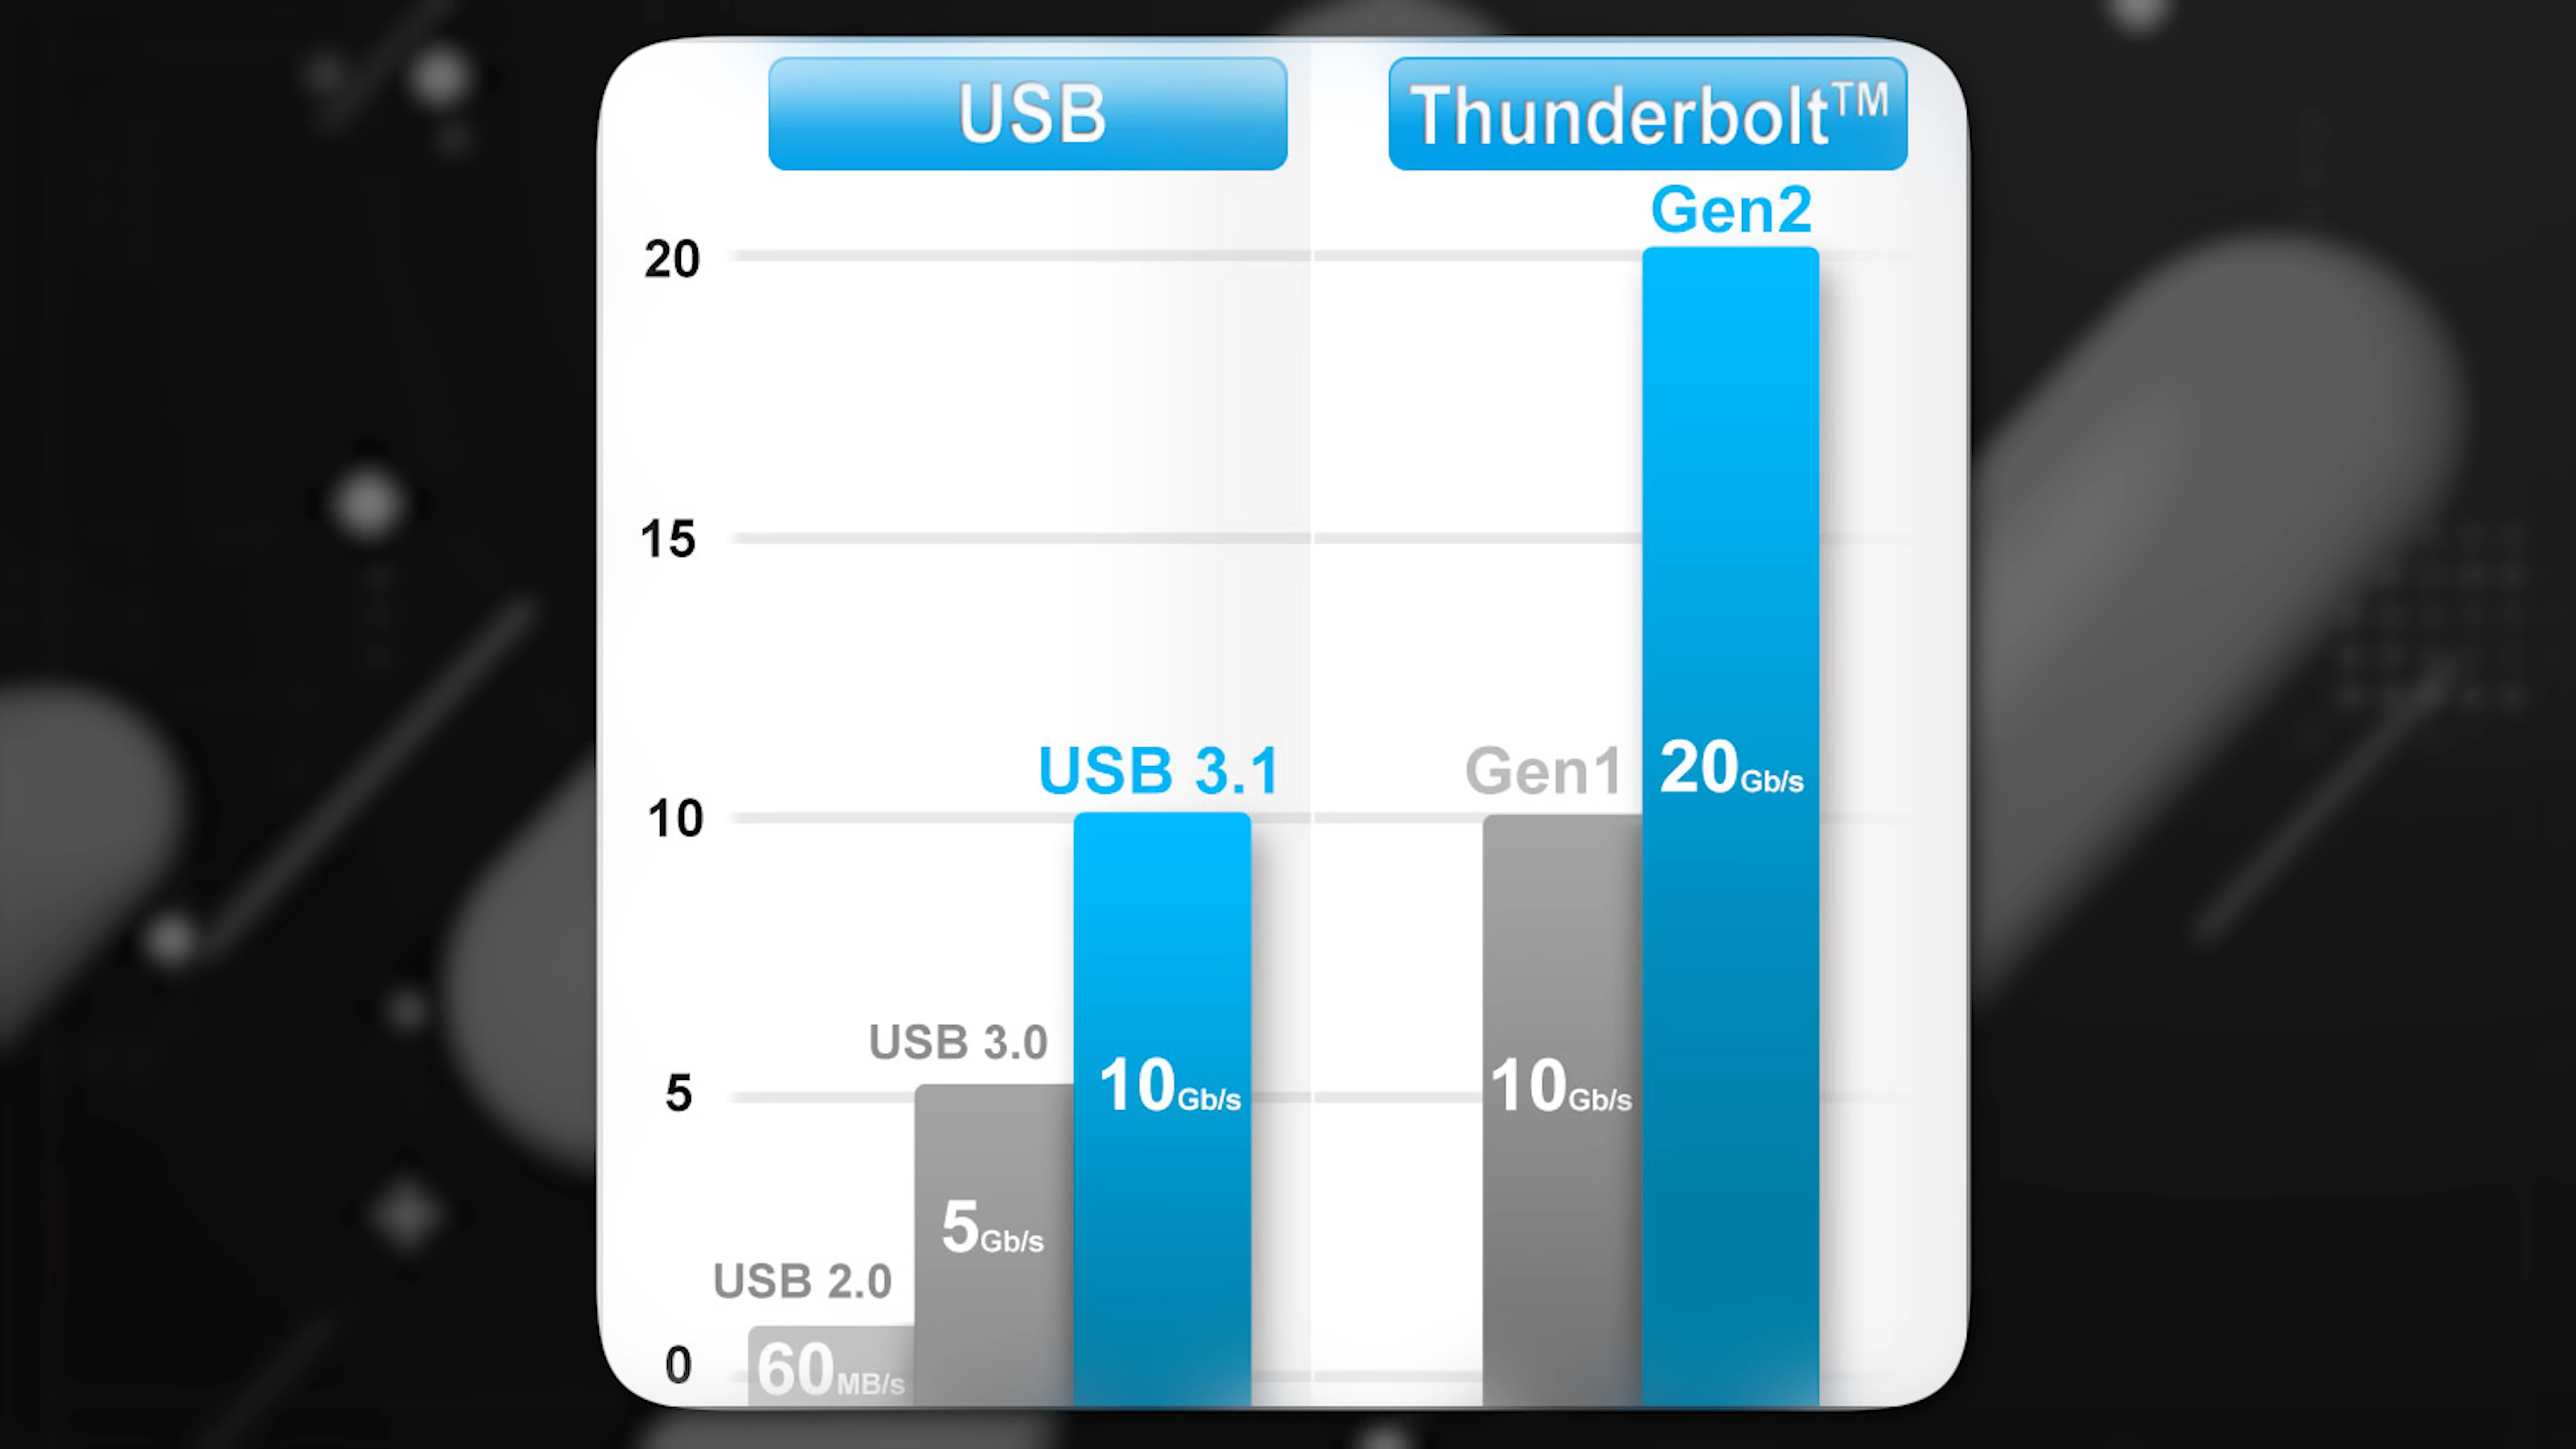 USB
Thunderbolt™
Gen2
20
15
USB 3.1
Gen1
20Gb/s
10
USB 3.0
5
10Gb/s
10Gb/s
5Gb/s
USB 2.0
0
60MB/s